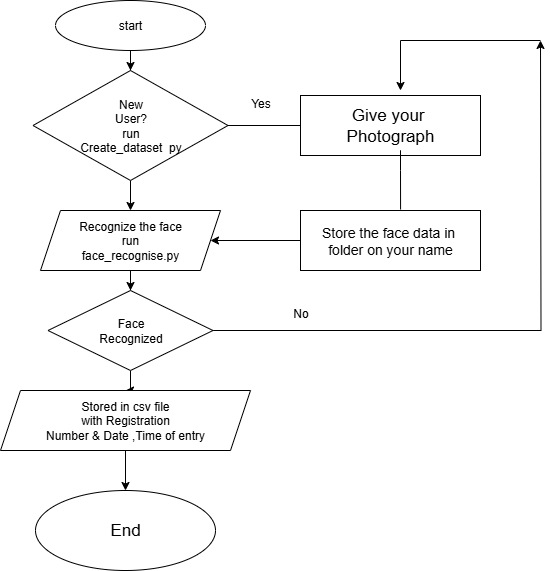 start
New
User?
run
Create_dataset py
Yes
Give your
Photograph
Recognize the face
run
face_recognise.py
Store the face data in
folder on your name
Face
Recognized
No
Stored in csv file
with Registration
Number & Date ,Time of entry
End